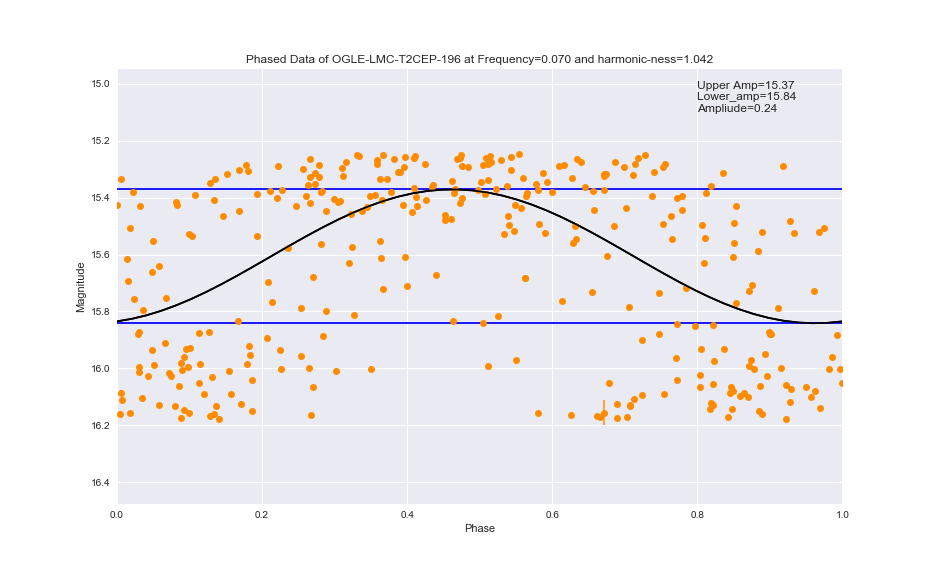 Phased Data of OGLE-LMC-T2CEP-196 at Frequency=0.070 and harmonic-ness=1.042
Upper Amp=15.37
Lower_amp=15.84
Ampliude=0.24
15.0
15.2
15.4
15.6
15.8
16.0
16.2
16.4
Magnitude
0.0 0.2 0.4 0.6 0.8 1.0
Phase